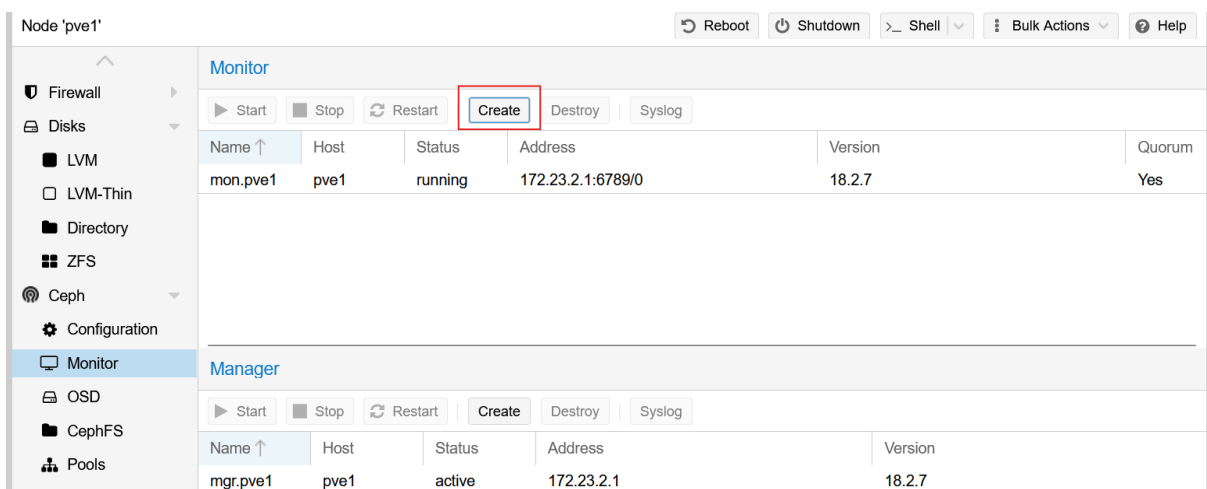 Node 'pve1' Reboot Shutdown >_ Shell Bulk Actions Help
Monitor
Firewall
Start Stop Restart Create Destroy Syslog
Disks
Name Host Status Address Version Quorum
LVM
mon.pve1 pve1 running 172.23.2.1:6789/0 18.2.7 Yes
LVM-Thin
Directory
ZFS
Ceph
Configuration
Monitor
Manager
OSD
Start Stop Restart Create Destroy Syslog
CephFS
Name Host Status Address Version
Pools
mgr.pve1 pve1 active 172.23.2.1 18.2.7